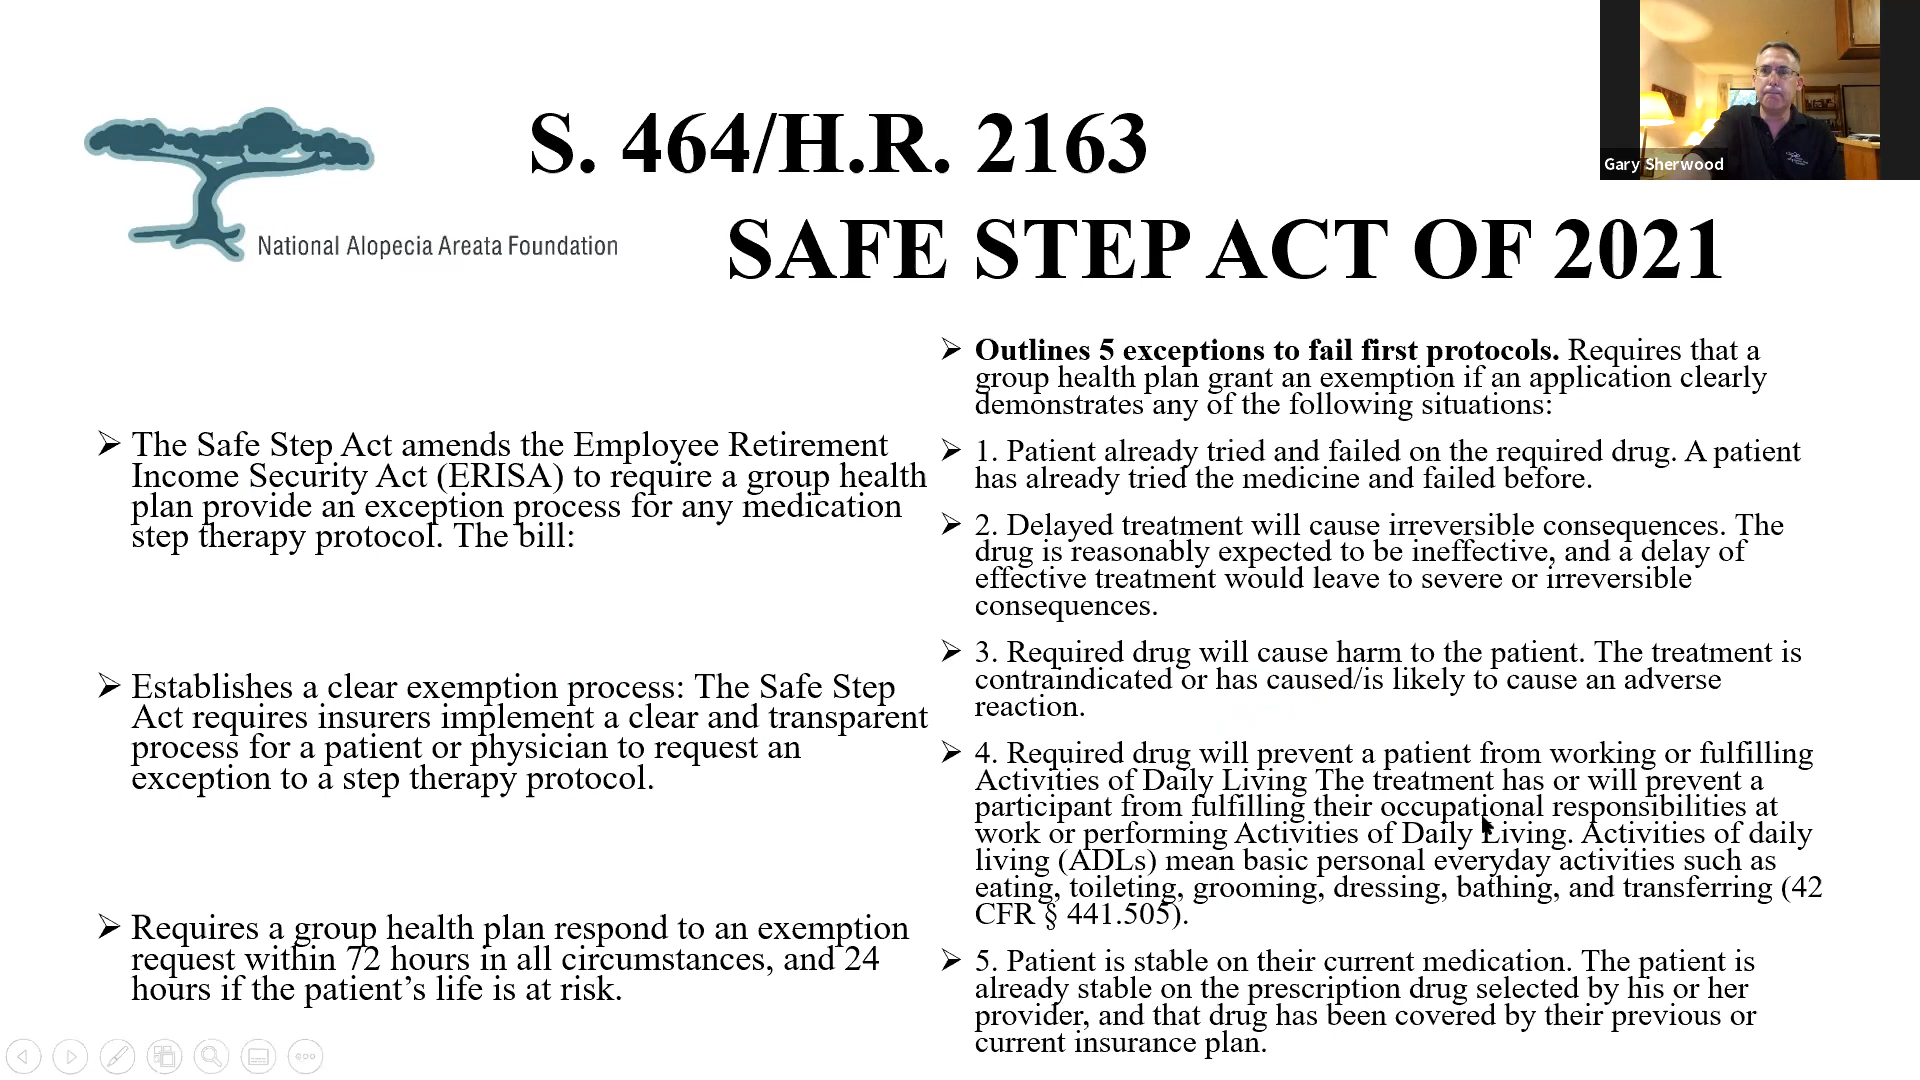 S. 464/H.R. 2163
SAFE STEP ACT OF 2021
National Alopecia Areata Foundation
Gary Sherwood
➢ The Safe Step Act amends the Employee Retirement
Income Security Act (ERISA) to require a group health
plan provide an exception process for any medication
step therapy protocol. The bill:
➢ Establishes a clear exemption process: The Safe Step
Act requires insurers implement a clear and transparent
process for a patient or physician to request an
exception to a step therapy protocol.
➢ Requires a group health plan respond to an exemption
request within 72 hours in all circumstances, and 24
hours if the patient’s life is at risk.
➢ Outlines 5 exceptions to fail first protocols. Requires that a
group health plan grant an exemption if an application clearly
demonstrates any of the following situations:
➢ 1. Patient already tried and failed on the required drug. A patient
has already tried the medicine and failed before.
➢ 2. Delayed treatment will cause irreversible consequences. The
drug is reasonably expected to be ineffective, and a delay of
effective treatment would leave to severe or irreversible
consequences.
➢ 3. Required drug will cause harm to the patient. The treatment is
contraindicated or has caused/is likely to cause an adverse
reaction.
➢ 4. Required drug will prevent a patient from working or fulfilling
Activities of Daily Living The treatment has or will prevent a
participant from fulfilling their occupational responsibilities at
work or performing Activities of Daily Living. Activities of daily
living (ADLs) mean basic personal everyday activities such as
eating, toileting, grooming, dressing, bathing, and transferring (42
CFR § 441.505).
➢ 5. Patient is stable on their current medication. The patient is
already stable on the prescription drug selected by his or her
provider, and that drug has been covered by their previous or
current insurance plan.